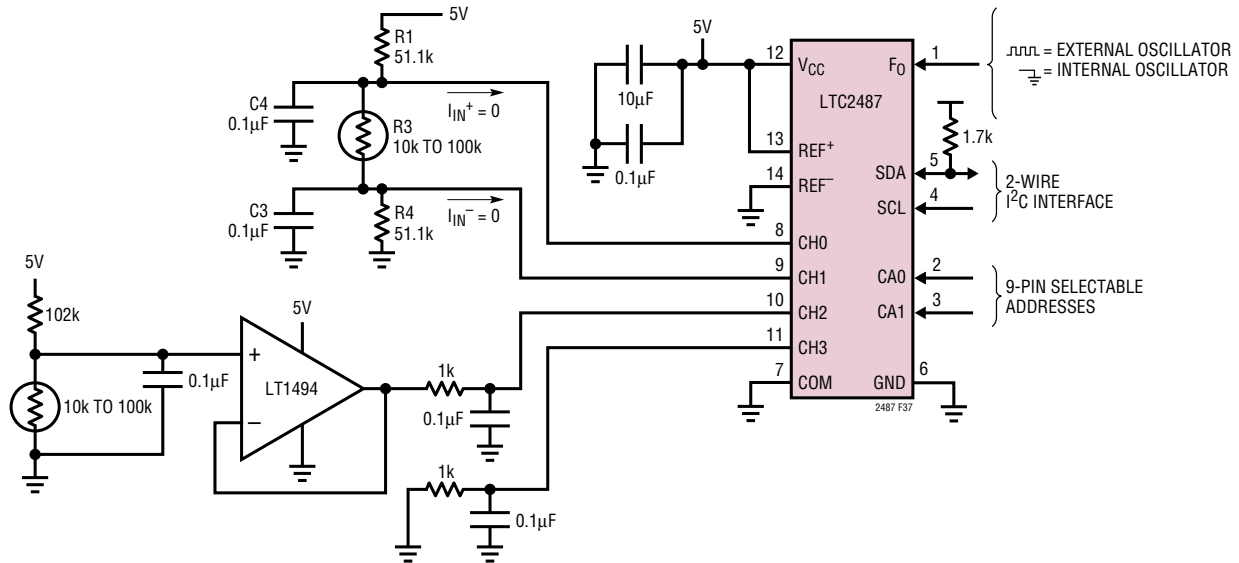 5V
R1
51.1k
C4
0.1µF
R3
10k TO 100k
IIN+ = 0
C3
0.1µF
R4
51.1k
IIN– = 0
5V
102k
10k TO 100k
0.1µF
5V
+
–
LT1494
1k
0.1µF
1k
0.1µF
5V
10µF
0.1µF
12
13
14
8
9
10
11
7
VCC
REF+
REF–
CH0
CH1
CH2
CH3
COM
LTC2487
FO
SDA
SCL
CA0
CA1
GND
1
5
4
2
3
6
2487 F37
1.7k
= EXTERNAL OSCILLATOR
= INTERNAL OSCILLATOR
2-WIRE
I2C INTERFACE
9-PIN SELECTABLE
ADDRESSES